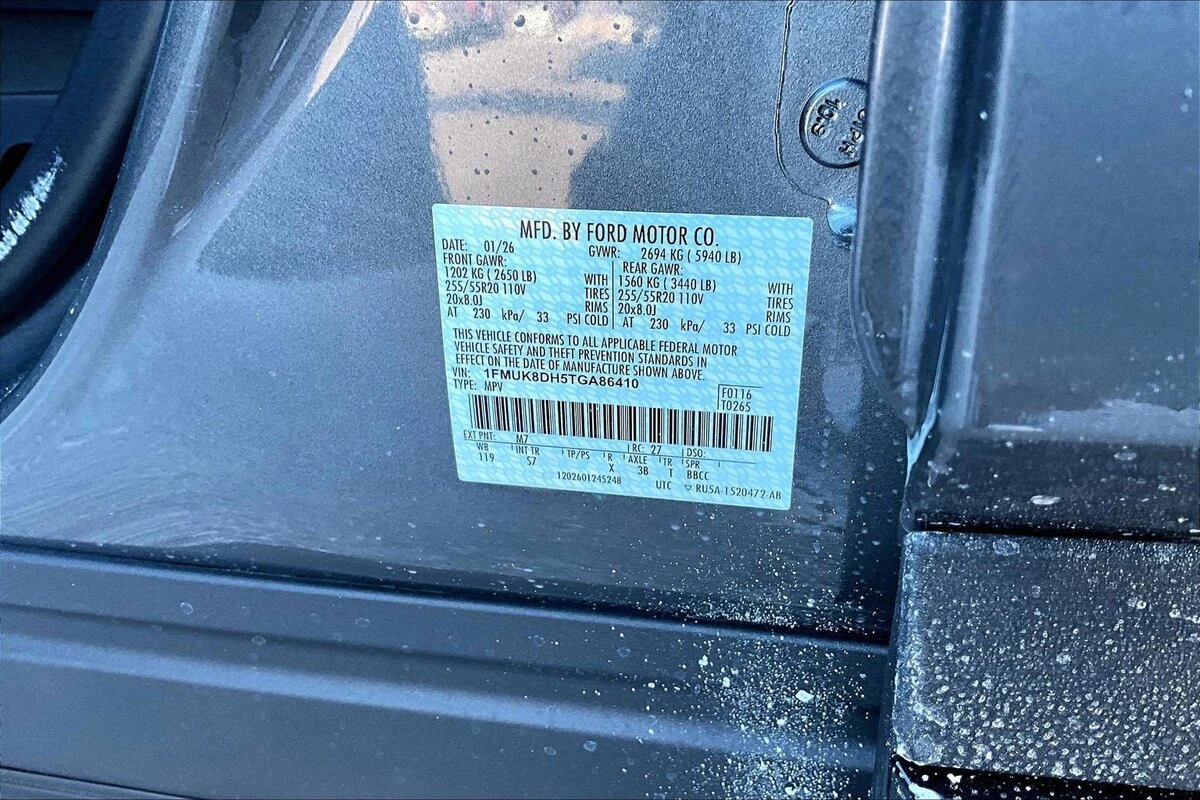 MFD. BY FORD MOTOR CO.
DATE: 01/26 GVWR: 2694 KG ( 5940 LB)
FRONT GAWR: REAR GAWR:
1202 KG ( 2650 LB) WITH 1560 KG ( 3440 LB) WITH
255/55R20 110V TIRES 255/55R20 110V TIRES
20x8.0J RIMS 20x8.0J RIMS
AT 230 kPa/ 33 PSI COLD AT 230 kPa/ 33 PSI COLD
THIS VEHICLE CONFORMS TO ALL APPLICABLE FEDERAL MOTOR
VEHICLE SAFETY AND THEFT PREVENTION STANDARDS IN
EFFECT ON THE DATE OF MANUFACTURE SHOWN ABOVE.
VIN: 1FMUK8DH5TGA86410
TYPE: MPV
F0116
T0265
EXT PNT: M7 RC: 27 DSO:
WB INT TR TP/PS R AXLE TR SPR
119 S7 X 3B T BBCC
1202601245248
UTC ▽ RU5A-1520472-AB
10-S